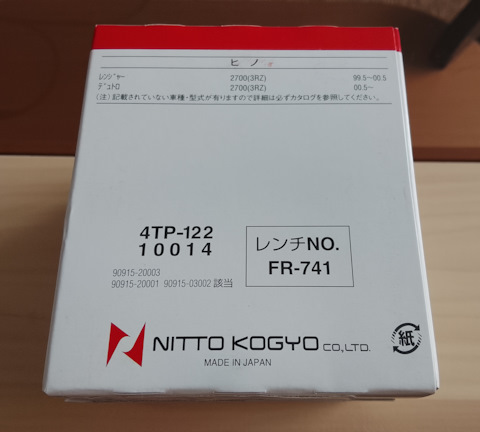 ヒノ
レンジャー 2700(3RZ) 99.5〜00.5
デュトロ 2700(3RZ) 00.5〜
(注)記載されていない車種・型式が有りますので詳細は必ずカタログを参照してください。
4TP-122
10014
レンチNO.
FR-741
90915-20003
90915-20001 90915-03002 該当
NITTO KOGYO CO.,LTD.
MADE IN JAPAN
紙